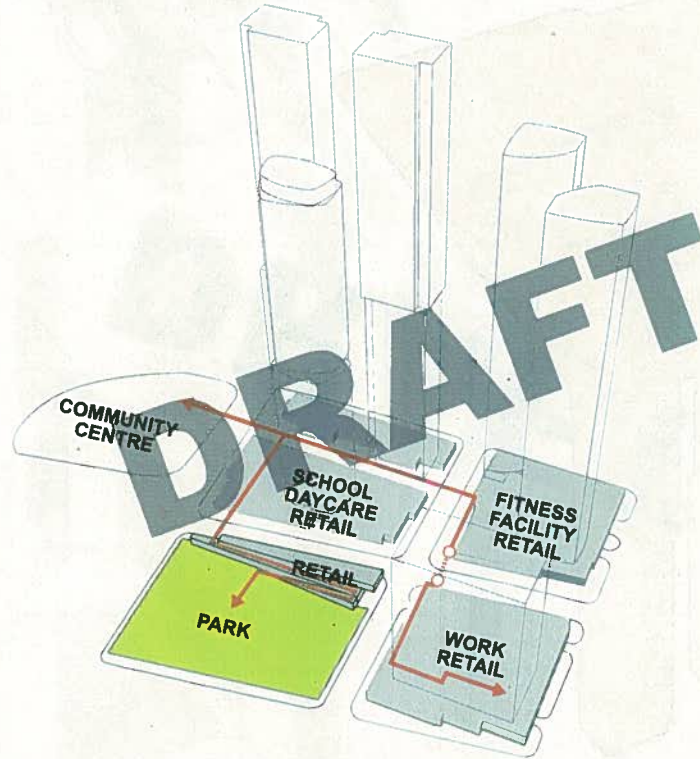 DRAFT
COMMUNITY
CENTRE
SCHOOL
DAYCARE
RETAIL
FITNESS
FACILITY
RETAIL
RETAIL
PARK
WORK
RETAIL